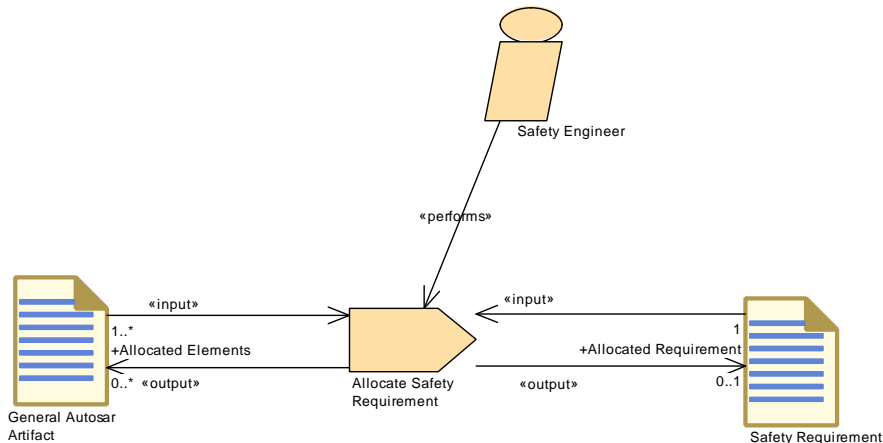 Safety Engineer
«performs»
«input»
«input»
1..*
1
+Allocated Elements
+Allocated Requirement
0..*
«output»
Allocate Safety
Requirement
«output»
0..1
General Autosar
Artifact
Safety Requirement